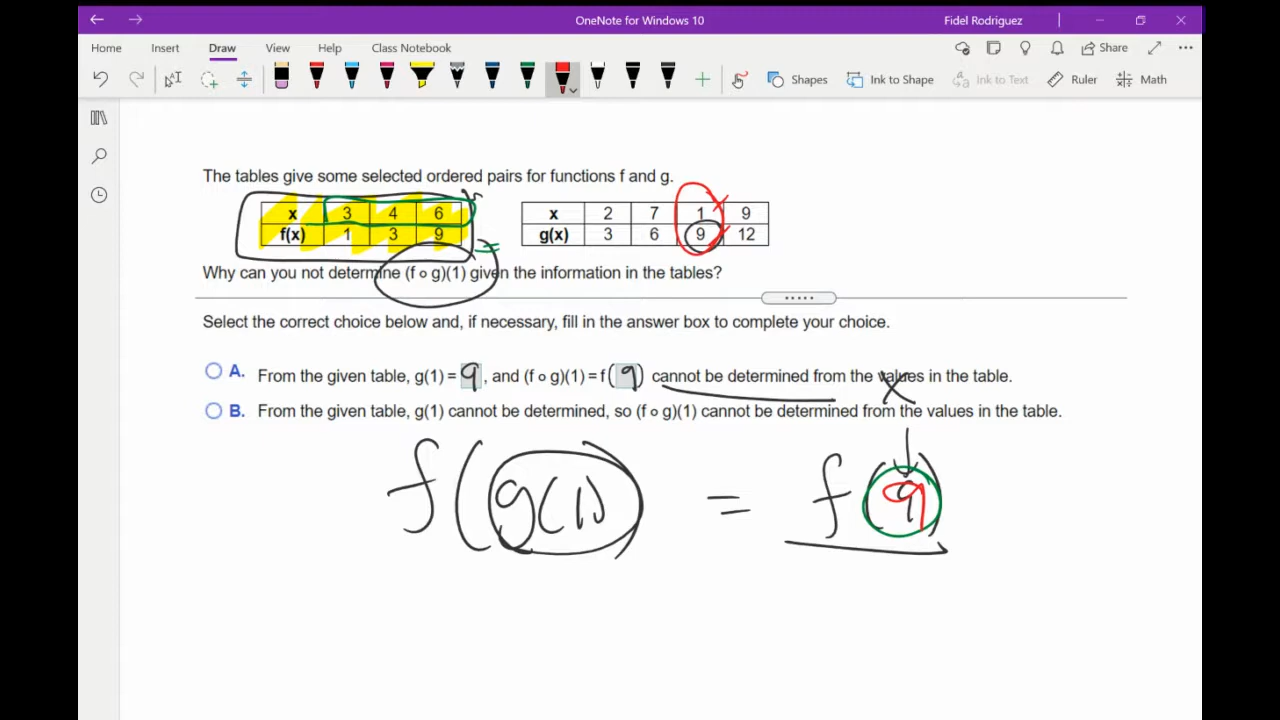 OneNote for Windows 10
Fidel Rodriguez
Home Insert Draw View Help Class Notebook Share
Shapes Ink to Shape Ink to Text Ruler Math
The tables give some selected ordered pairs for functions f and g.
x 3 4 6
f(x) 1 3 9
x 2 7 1 9
g(x) 3 6 9 12
Why can you not determine (f ∘ g)(1) given the information in the tables?
Select the correct choice below and, if necessary, fill in the answer box to complete your choice.
A. From the given table, g(1) = 9, and (f ∘ g)(1) = f(9) cannot be determined from the values in the table.
B. From the given table, g(1) cannot be determined, so (f ∘ g)(1) cannot be determined from the values in the table.
x
f(g(1)) = f(9)